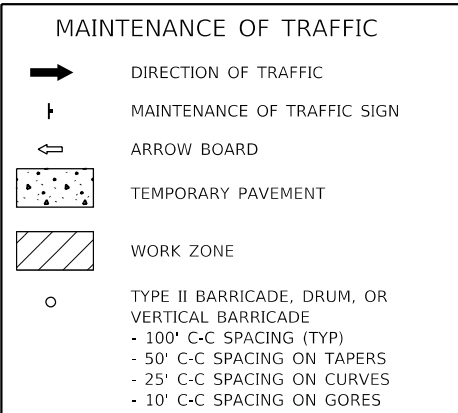 MAINTENANCE OF TRAFFIC
DIRECTION OF TRAFFIC
MAINTENANCE OF TRAFFIC SIGN
ARROW BOARD
TEMPORARY PAVEMENT
WORK ZONE
TYPE II BARRICADE, DRUM, OR
VERTICAL BARRICADE
- 100' C-C SPACING (TYP)
- 50' C-C SPACING ON TAPERS
- 25' C-C SPACING ON CURVES
- 10' C-C SPACING ON GORES